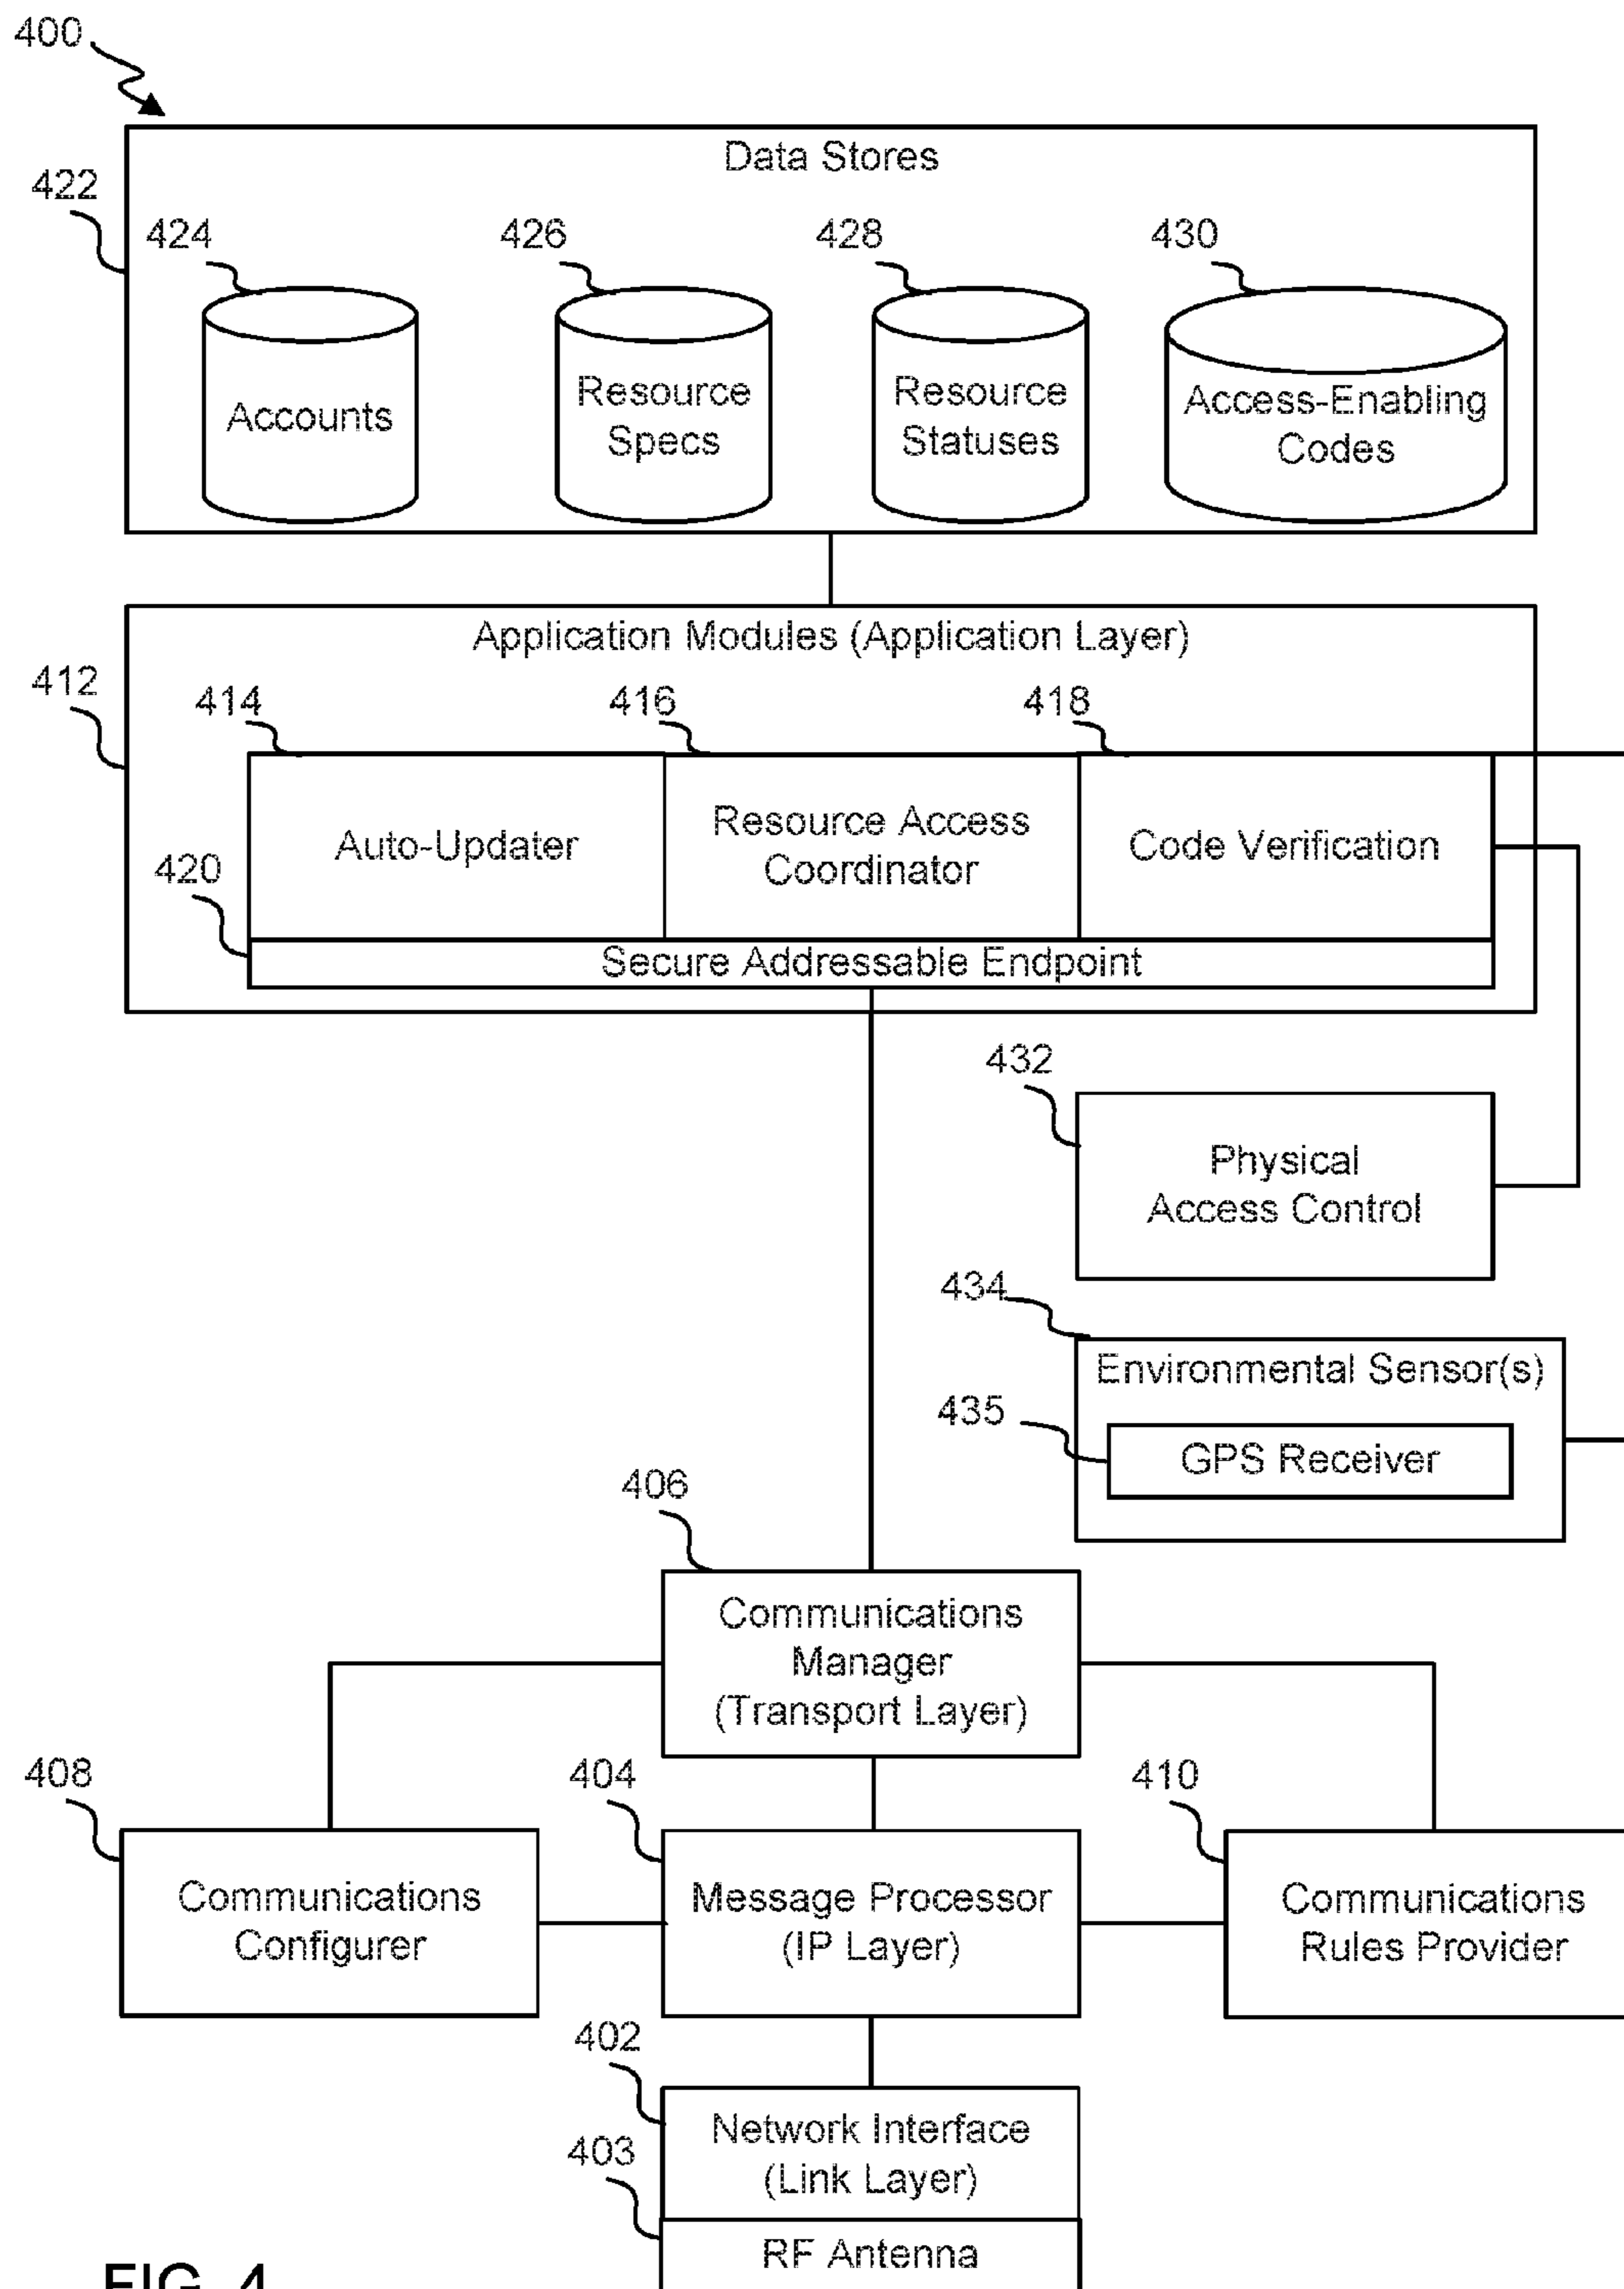 400
Data Stores
422
424
426
428
430
Accounts
Resource
Specs
Resource
Statuses
Access-Enabling
Codes
Application Modules (Application Layer)
412
414
416
418
Auto-Updater
Resource Access
Coordinator
Code Verification
420
Secure Addressable Endpoint
432
Physical
Access Control
434
Environmental Sensor(s)
435
GPS Receiver
406
Communications
Manager
(Transport Layer)
408
404
410
Communications
Configurer
Message Processor
(IP Layer)
Communications
Rules Provider
402
Network Interface
(Link Layer)
403
RF Antenna
FIG. 4